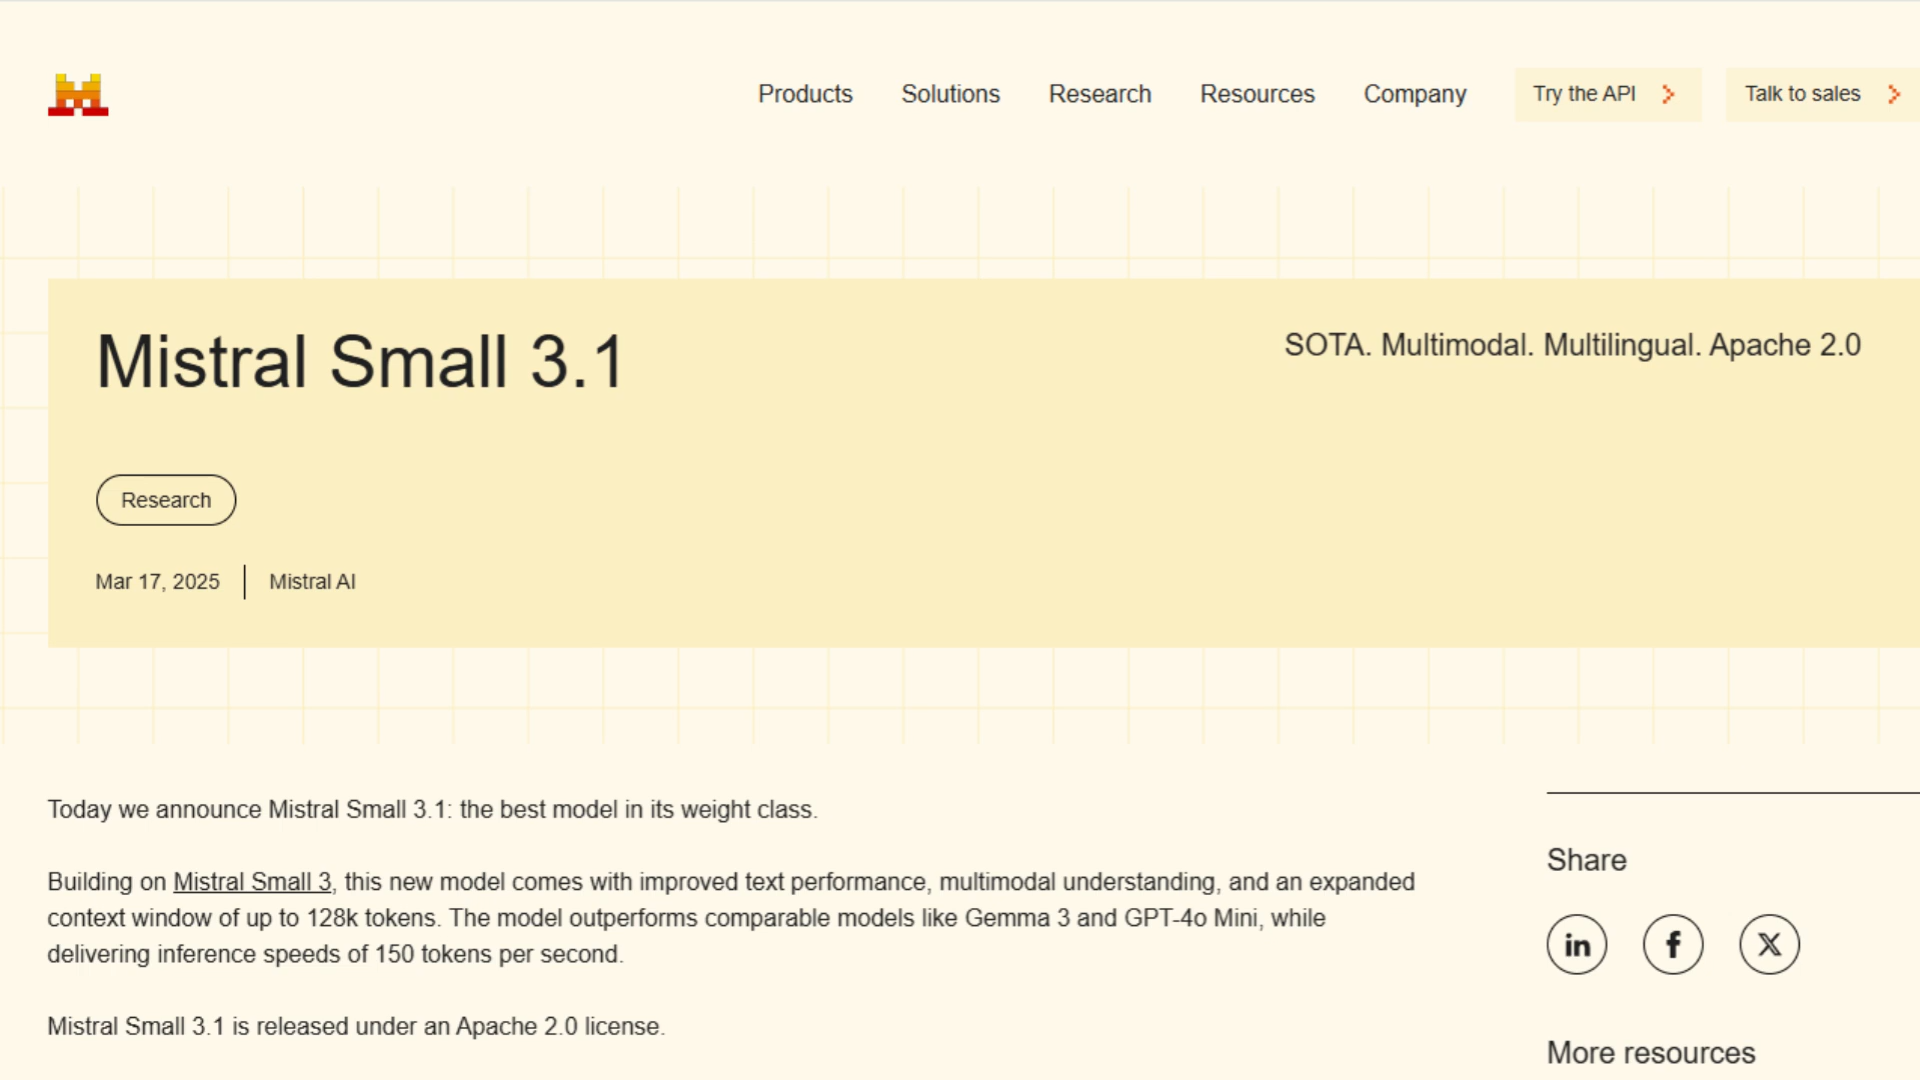 Products Solutions Research Resources Company Try the API Talk to sales
Mistral Small 3.1
SOTA. Multimodal. Multilingual. Apache 2.0
Research
Mar 17, 2025 Mistral AI
Today we announce Mistral Small 3.1: the best model in its weight class.
Building on Mistral Small 3, this new model comes with improved text performance, multimodal understanding, and an expanded
context window of up to 128k tokens. The model outperforms comparable models like Gemma 3 and GPT-4o Mini, while
delivering inference speeds of 150 tokens per second.
Mistral Small 3.1 is released under an Apache 2.0 license.
Share
in f X
More resources